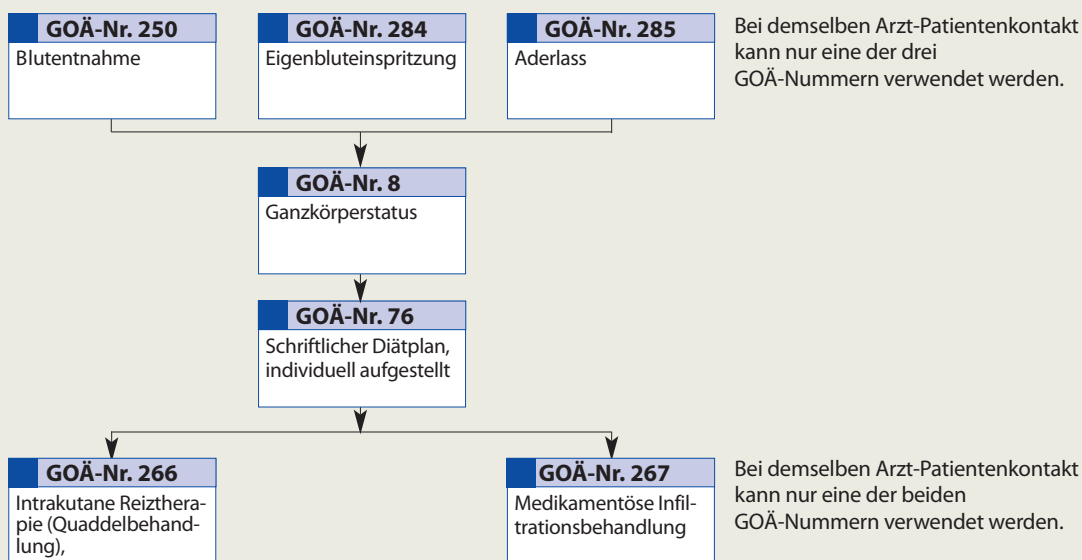 GOÄ-Nr. 250
Blutentnahme
GOÄ-Nr. 284
Eigenbluteinspritzung
GOÄ-Nr. 285
Aderlass
Bei demselben Arzt-Patientenkontakt
kann nur eine der drei
GOÄ-Nummern verwendet werden.
GOÄ-Nr. 8
Ganzkörperstatus
GOÄ-Nr. 76
Schriftlicher Diätplan,
individuell aufgestellt
GOÄ-Nr. 266
Intrakutane Reizthera-
pie (Quaddelbehand-
lung),
GOÄ-Nr. 267
Medikamentöse Infil-
trationsbehandlung
Bei demselben Arzt-Patientenkontakt
kann nur eine der beiden
GOÄ-Nummern verwendet werden.